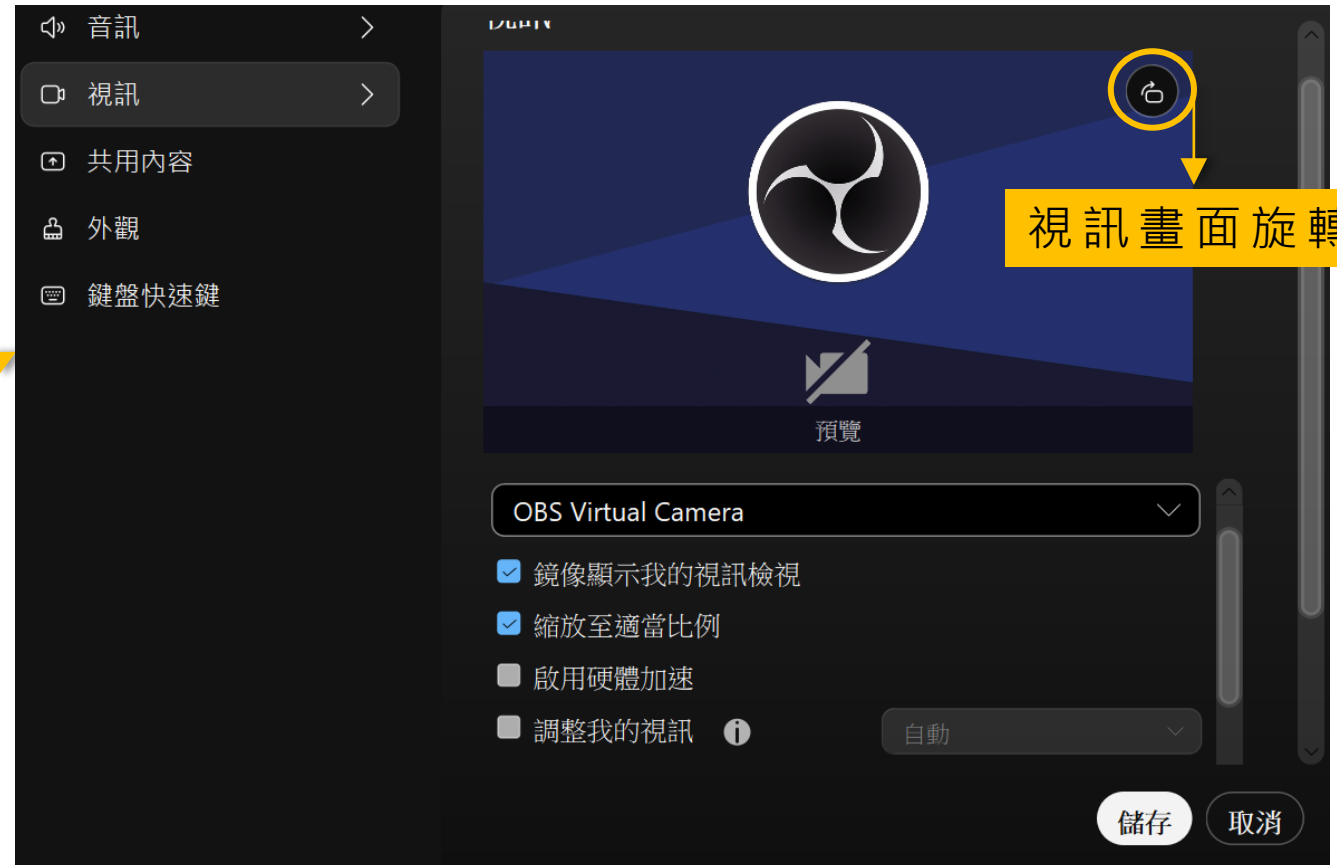 音訊
視訊
共用內容
外觀
鍵盤快速鍵
視訊畫面旋轉
預覽
OBS Virtual Camera
鏡像顯示我的視訊檢視
縮放至適當比例
啟用硬體加速
調整我的視訊
自動
儲存
取消